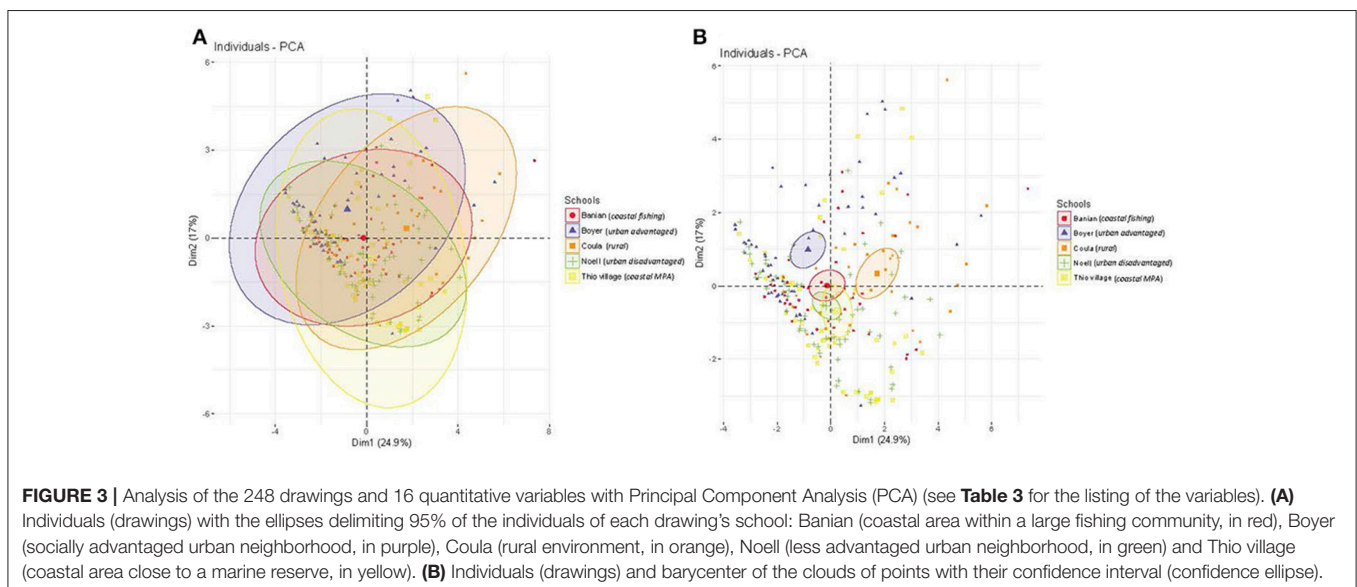 A
Individuals - PCA
6
3
0
-3
-6
Dim2 (17%)
-4
0
4
8
Dim1 (24.9%)
Schools
Banian (coastal fishing)
Boyer (urban advantaged)
Coula (rural)
Noell (urban disadvantaged)
Thio village (coastal MPA)
B
Individuals - PCA
6
4
2
0
-2
Dim2 (17%)
-4
-2
0
2
4
6
Dim1 (24.9%)
Schools
Banian (coastal fishing)
Boyer (urban advantaged)
Coula (rural)
Noell (urban disadvantaged)
Thio village (coastal MPA)
FIGURE 3 | Analysis of the 248 drawings and 16 quantitative variables with Principal Component Analysis (PCA) (see Table 3 for the listing of the variables). (A)
Individuals (drawings) with the ellipses delimiting 95% of the individuals of each drawing's school: Banian (coastal area within a large fishing community, in red), Boyer
(socially advantaged urban neighborhood, in purple), Coula (rural environment, in orange), Noell (less advantaged urban neighborhood, in green) and Thio village
(coastal area close to a marine reserve, in yellow). (B) Individuals (drawings) and barycenter of the clouds of points with their confidence interval (confidence ellipse).